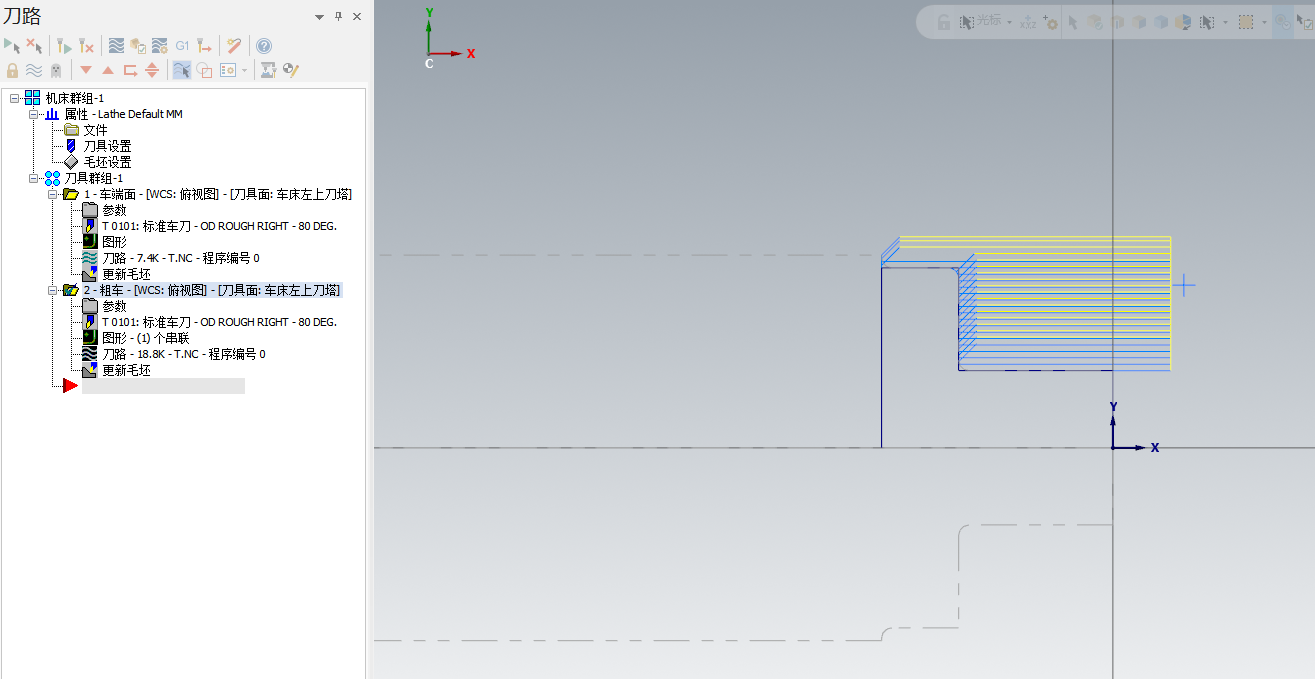 刀路
G1
光标
XYZ
机床群组-1
属性 - Lathe Default MM
文件
刀具设置
毛坯设置
刀具群组-1
1 - 车端面 - [WCS: 俯视图] - [刀具面: 车床左上刀塔]
参数
T 0101: 标准车刀 - OD ROUGH RIGHT - 80 DEG.
图形
刀路 - 7.4K - T.NC - 程序编号 0
更新毛坯
2 - 粗车 - [WCS: 俯视图] - [刀具面: 车床左上刀塔]
参数
T 0101: 标准车刀 - OD ROUGH RIGHT - 80 DEG.
图形 - (1) 个串联
刀路 - 18.8K - T.NC - 程序编号 0
更新毛坯
Y
X
C
Y
X